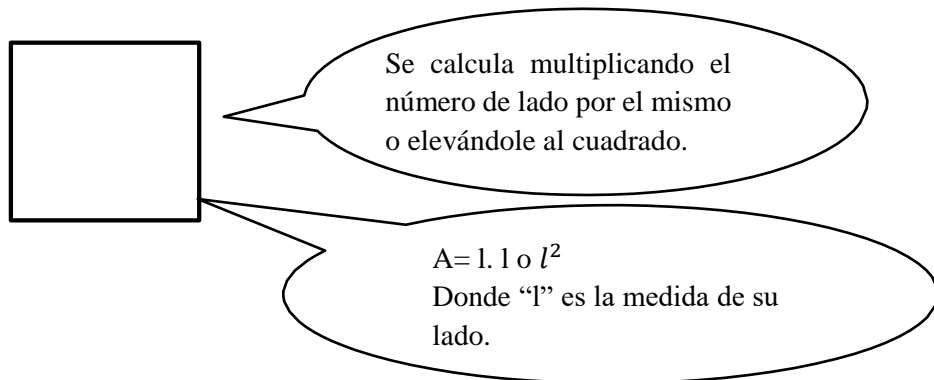 Se calcula multiplicando el
número de lado por el mismo
o elevándole al cuadrado.
A= l. l o 𝑙²
Donde “l” es la medida de su
lado.